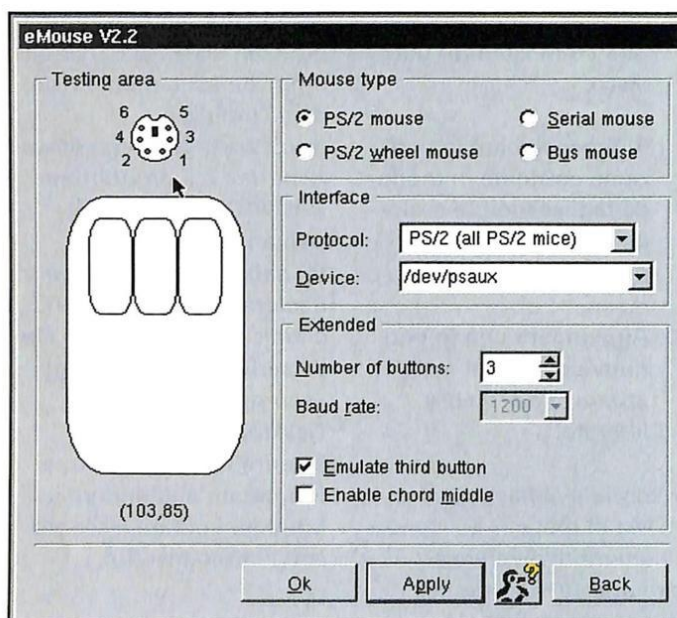 eMouse V2.2
Testing area
6 5
4 3
2 1
(103,85)
Mouse type
PS/2 mouse
Serial mouse
PS/2 wheel mouse
Bus mouse
Interface
Protocol: PS/2 (all PS/2 mice)
Device: /dev/psaux
Extended
Number of buttons: 3
Baud rate: 1200
Emulate third button
Enable chord middle
Ok Apply ? Back